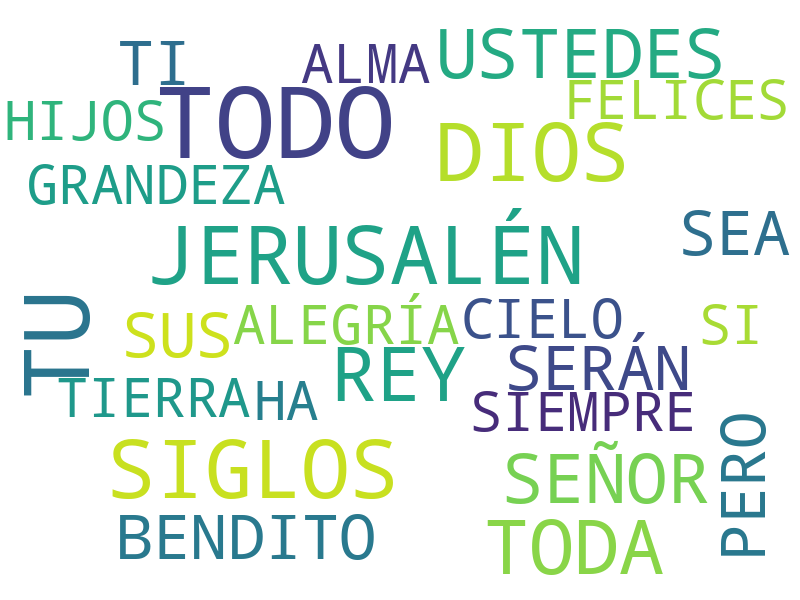 TI ALMA USTEDES
HIJOS TODO FELICES
GRANDEZA DIOS
JERUSALÉN SEA
TU SUS ALEGRÍA CIELO SI
TIERRA HA REY SERÁN
SIEMPRE
SIGLOS SEÑOR PERO
BENDITO TODA